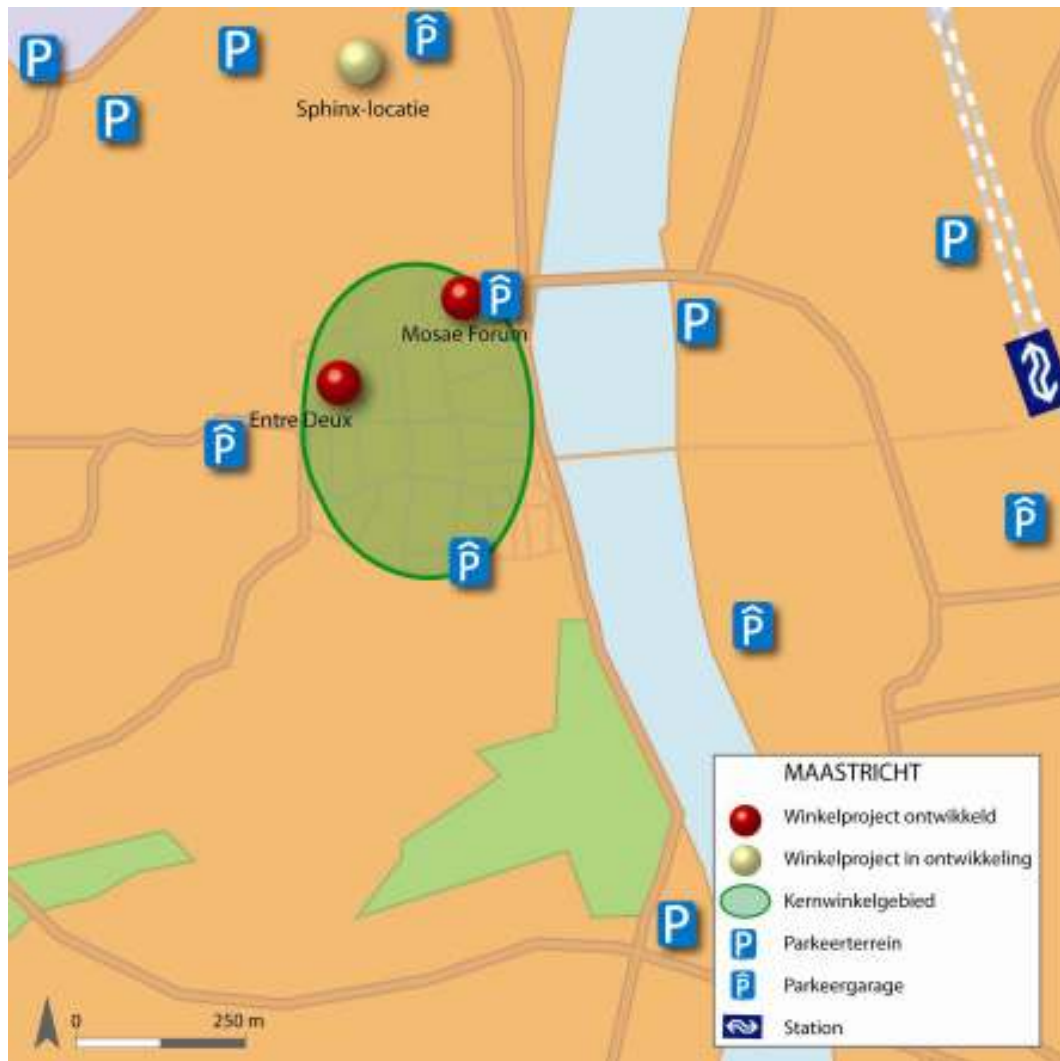 P
P
P
P
Sphinx-locatie
P
P
Mosae Forum
P
Entre Deux
P
P
P
P
MAASTRICHT
Winkelproject ontwikkeld
Winkelproject in ontwikkeling
Kernwinkelgebied
P
P Parkeerterrein
P Parkeergarage
Station
0 250 m